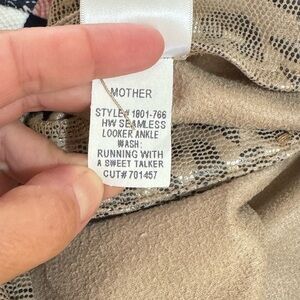 MOTHER
STYLE# 1801-766
HW SEAMLESS
LOOKER ANKLE
WASH:
RUNNING WITH
A SWEET TALKER
CUT# 701457